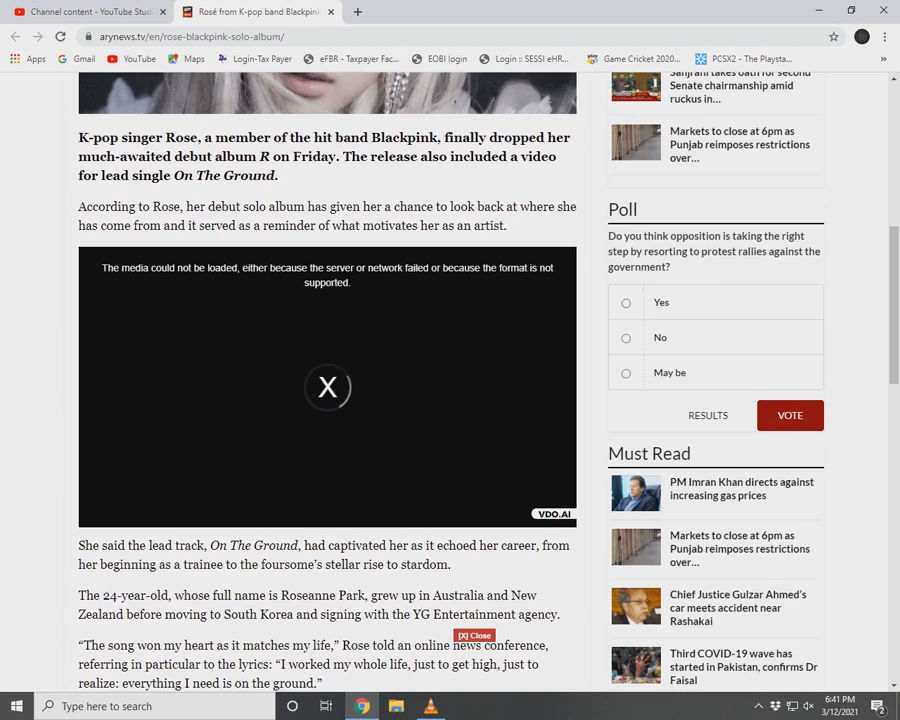 Channel content - YouTube Studi
Rosé from K-pop band Blackpink
arynews.tv/en/rose-blackpink-solo-album/
Apps
Gmail
YouTube
Maps
Login-Tax Payer
eFBR - Taxpayer Fac...
EOBI login
Login :: SESSI eHR...
Game Cricket 2020...
PCSX2 - The Playsta...
»
K-pop singer Rose, a member of the hit band Blackpink, finally dropped her
much-awaited debut album R on Friday. The release also included a video
for lead single On The Ground.
According to Rose, her debut solo album has given her a chance to look back at where she
has come from and it served as a reminder of what motivates her as an artist.
The media could not be loaded, either because the server or network failed or because the format is not
supported.
X
VDO.AI
She said the lead track, On The Ground, had captivated her as it echoed her career, from
her beginning as a trainee to the foursome’s stellar rise to stardom.
The 24-year-old, whose full name is Roseanne Park, grew up in Australia and New
Zealand before moving to South Korea and signing with the YG Entertainment agency.
[X] Close
“The song won my heart as it matches my life,” Rose told an online news conference,
referring in particular to the lyrics: “I worked my whole life, just to get high, just to
realize: everything I need is on the ground.”
Sanjrani takes oath for second
Senate chairmanship amid
ruckus in...
Markets to close at 6pm as
Punjab reimposes restrictions
over...
Poll
Do you think opposition is taking the right
step by resorting to protest rallies against the
government?
Yes
No
May be
RESULTS
VOTE
Must Read
PM Imran Khan directs against
increasing gas prices
Markets to close at 6pm as
Punjab reimposes restrictions
over...
Chief Justice Gulzar Ahmed’s
car meets accident near
Rashakai
Third COVID-19 wave has
started in Pakistan, confirms Dr
Faisal
Type here to search
6:41 PM
3/12/2021
2